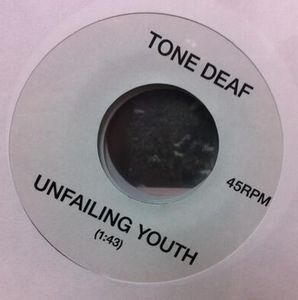 TONE DEAF
45RPM
UNFAILING YOUTH
(1:43)